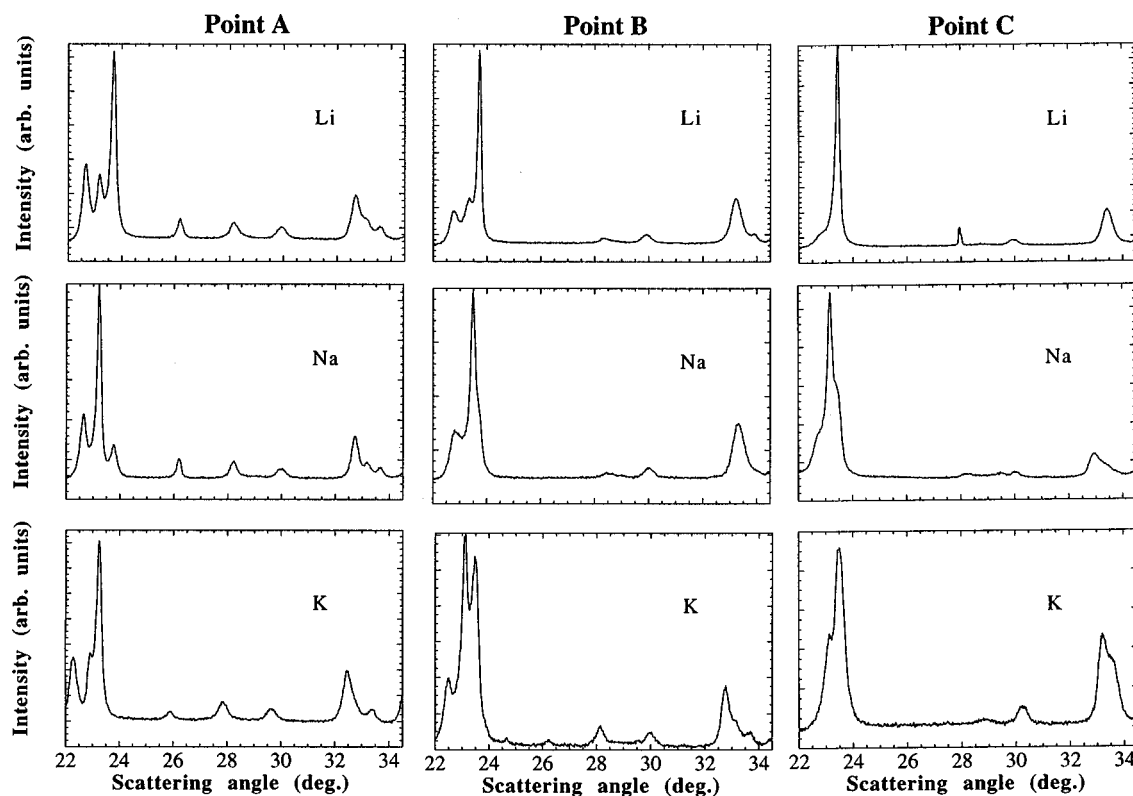 Point A Point B Point C
Intensity (arb. units) Li Li Li
Intensity (arb. units) Na Na Na
Intensity (arb. units) K K K
22 24 26 28 30 32 34 22 24 26 28 30 32 34 22 24 26 28 30 32 34
Scattering angle (deg.) Scattering angle (deg.) Scattering angle (deg.)